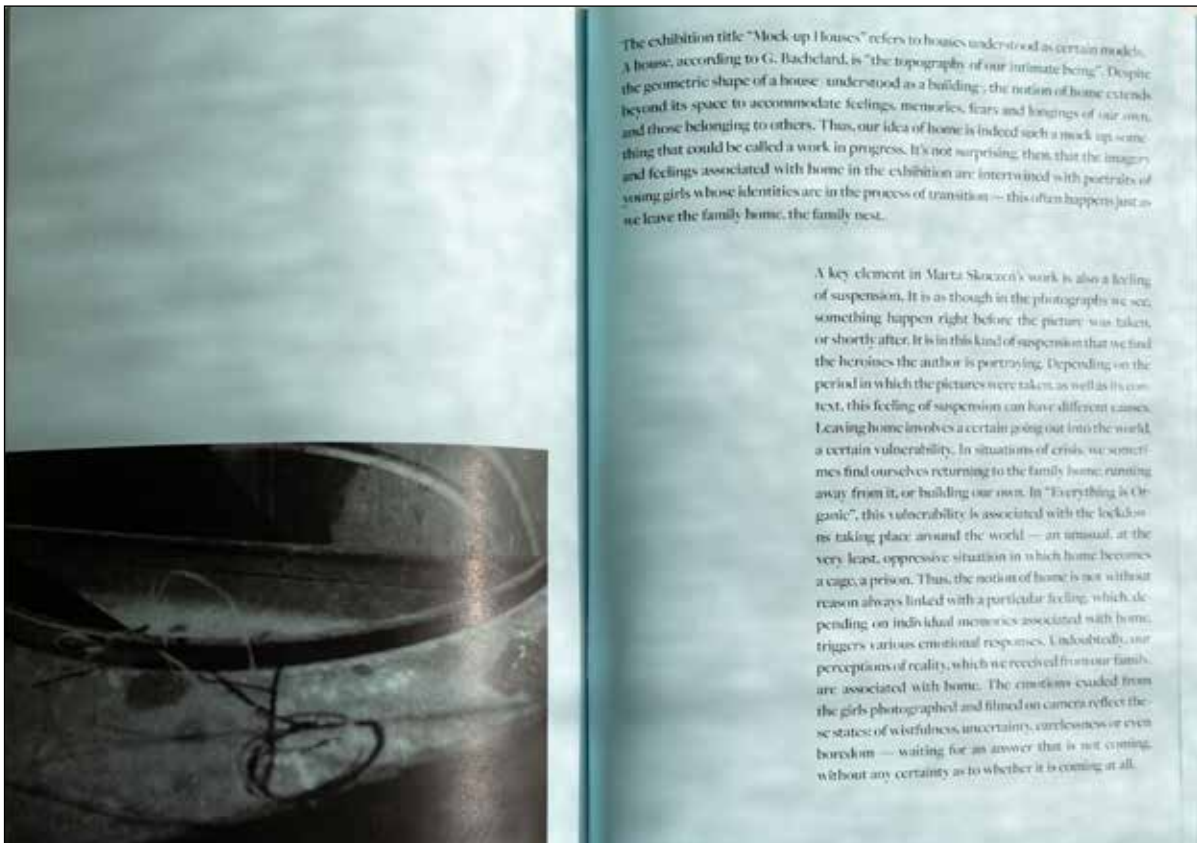 The exhibition title "Mock-up Houses" refers to houses understood as certain models.
A house, according to G. Bachelard, is "the topography of our intimate being". Despite
the geometric shape of a house - understood as a building -, the notion of home extends
beyond its space to accommodate feelings, memories, fears and longings of our own,
and those belonging to others. Thus, our idea of home is indeed such a mock up some-
thing that could be called a work in progress. It's not surprising, then, that the imagery
and feelings associated with home in the exhibition are intertwined with portraits of
young girls whose identities are in the process of transition — this often happens just as
we leave the family home, the family nest.
A key element in Marta Skoczeń's work is also a feeling
of suspension. It is as though in the photographs we see,
something happen right before the picture was taken,
or shortly after. It is in this kind of suspension that we find
the heroines the author is portraying. Depending on the
period in which the pictures were taken, as well as its con-
text, this feeling of suspension can have different causes.
Leaving home involves a certain going out into the world,
a certain vulnerability. In situations of crisis, we someti-
mes find ourselves returning to the family home; running
away from it, or building our own. In "Everything is Or-
ganic", this vulnerability is associated with the lockdow-
ns taking place around the world — an unusual, at the
very least, oppressive situation in which home becomes
a cage, a prison. Thus, the notion of home is not without
reason always linked with a particular feeling, which, de-
pending on individual memories associated with home,
triggers various emotional responses. Undoubtedly, our
perceptions of reality, which we received from our family,
are associated with home. The emotions exuded from
the girls photographed and filmed on camera reflect the-
se states: of wistfulness, uncertainty, carelessness or even
boredom — waiting for an answer that is not coming,
without any certainty as to whether it is coming at all.